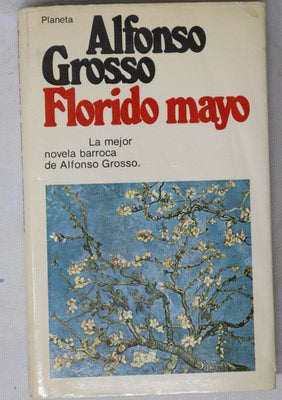 Planeta
Alfonso
Grosso
Florido mayo
La mejor
novela barroca
de Alfonso Grosso.